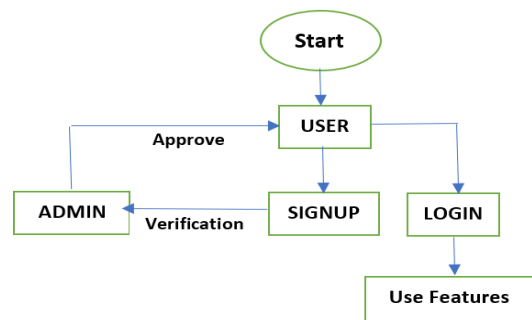 Start
USER
Approve
ADMIN
Verification
SIGNUP
LOGIN
Use Features